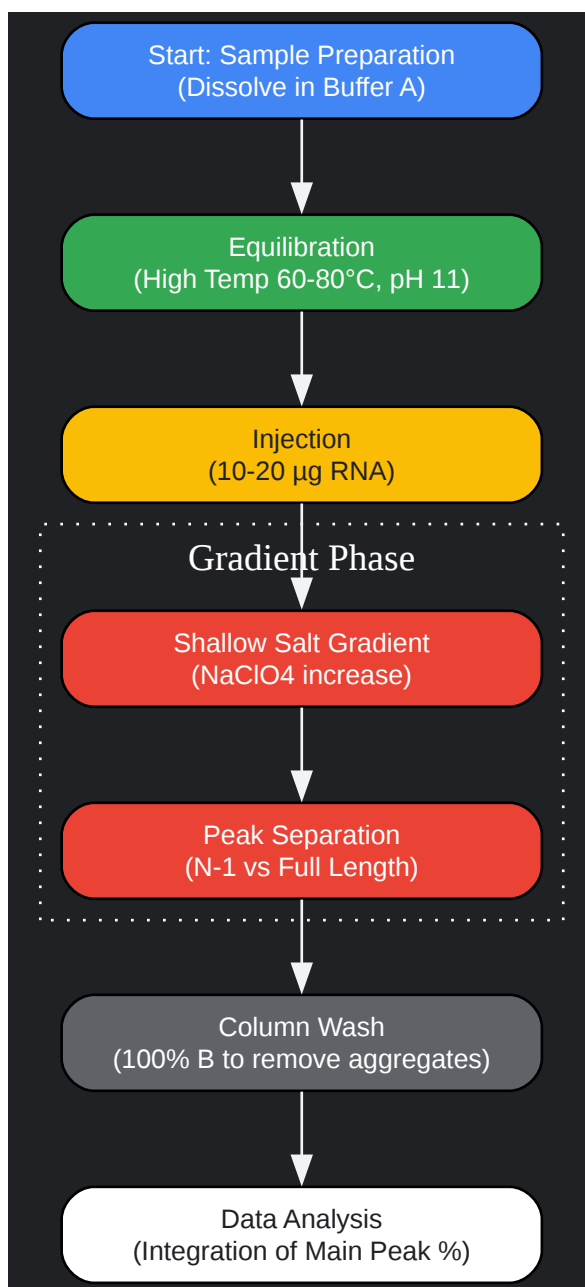 Start: Sample Preparation
(Dissolve in Buffer A)
Equilibration
(High Temp 60-80°C, pH 11)
Injection
(10-20 µg RNA)
Gradient Phase
Shallow Salt Gradient
(NaClO4 increase)
Peak Separation
(N-1 vs Full Length)
Column Wash
(100% B to remove aggregates)
Data Analysis
(Integration of Main Peak %)